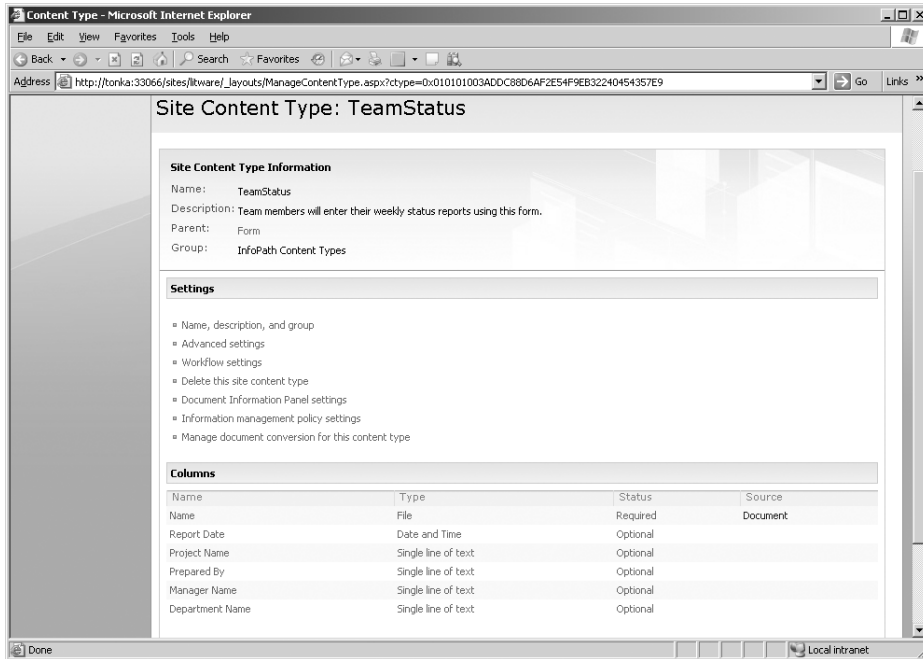 Content Type - Microsoft Internet Explorer
File Edit View Favorites Tools Help
Back Search Favorites
Address http://tonka:33066/sites/litware/_layouts/ManageContentType.aspx?ctype=0x010101003ADDC88D6AF2E54F9EB32240454357E9 Go Links »
Site Content Type: TeamStatus
Site Content Type Information
Name: TeamStatus
Description: Team members will enter their weekly status reports using this form.
Parent: Form
Group: InfoPath Content Types
Settings
Name, description, and group
Advanced settings
Workflow settings
Delete this site content type
Document Information Panel settings
Information management policy settings
Manage document conversion for this content type
Columns
Name Type Status Source
Name File Required Document
Report Date Date and Time Optional
Project Name Single line of text Optional
Prepared By Single line of text Optional
Manager Name Single line of text Optional
Department Name Single line of text Optional
Done Local intranet